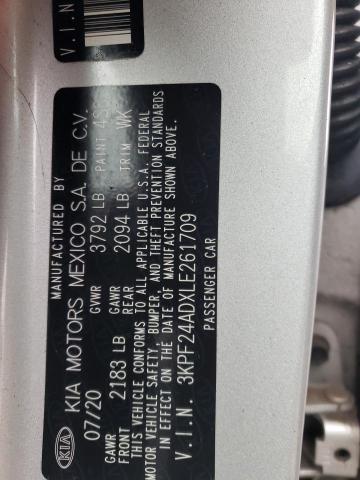 V.I.N.
MANUFACTURED BY
KIA KIA MOTORS MEXICO S.A. DE C.V.
07/20 GVWR 3792 LB PAINT
GAWR FRONT 2183 LB GAWR 2094 LB TRIM WK
THIS VEHICLE CONFORMS TO ALL APPLICABLE U.S.A. FEDERAL
MOTOR VEHICLE SAFETY, BUMPER, AND THEFT PREVENTION STANDARDS
IN EFFECT ON THE DATE OF MANUFACTURE SHOWN ABOVE.
V.I.N. 3KPF24ADXLE261709
PASSENGER CAR